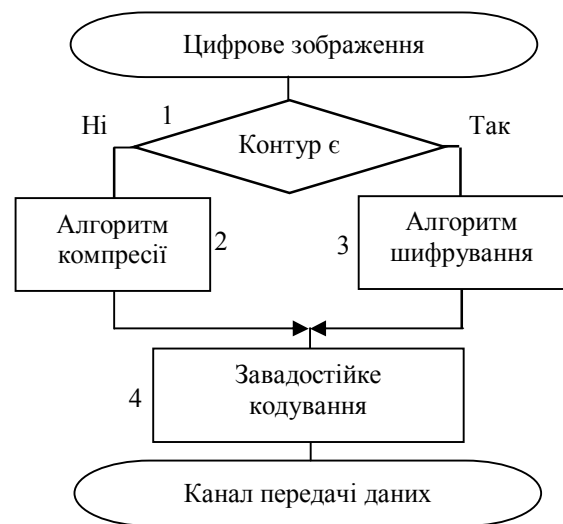 Цифрове зображення
1
Ні
Так
Контур є
Алгоритм
компресії
2
3
Алгоритм
шифрування
4
Завадостійке
кодування
Канал передачі даних